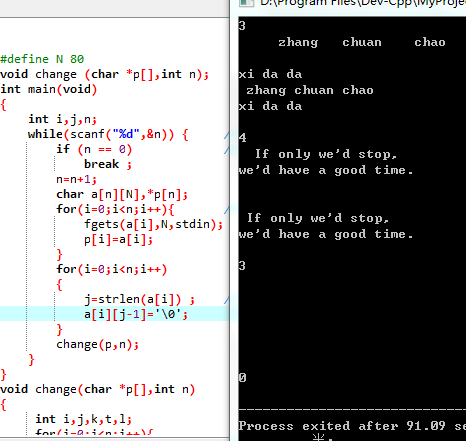 D:\Program Files\Dev-Cpp\MyProje
#define N 80
void change (char *p[],int n);
int main(void)
{
int i,j,n;
while(scanf("%d",&n)) { /
if (n == 0) /
break ;
n=n+1;
char a[n][N],*p[n];
for(i=0;i<n;i++){ /
fgets(a[i],N,stdin);
p[i]=a[i];
}
for(i=0;i<n;i++)
{
j=strlen(a[i]) ; /
a[i][j-1]='\0';
}
change(p,n);
}
}
void change(char *p[],int n)
{
int i,j,k,t,l;
for(i=0;i<n;i++){
3
zhang chuan chao
xi da da
zhang chuan chao
xi da da
4
If only we'd stop,
we'd have a good time.
If only we'd stop,
we'd have a good time.
3
0
Process exited after 91.09 se